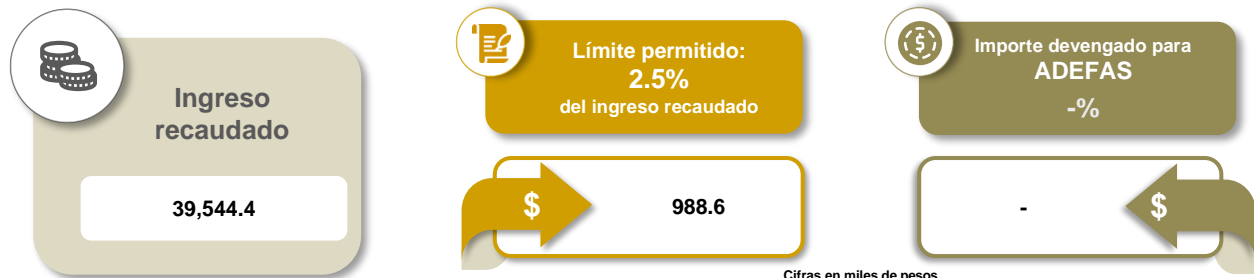 Ingreso
recaudado
39,544.4
Límite permitido:
2.5%
del ingreso recaudado
$
988.6
Importe devengado para
ADEFAS
-%
-
$
Cifras en miles de pesos